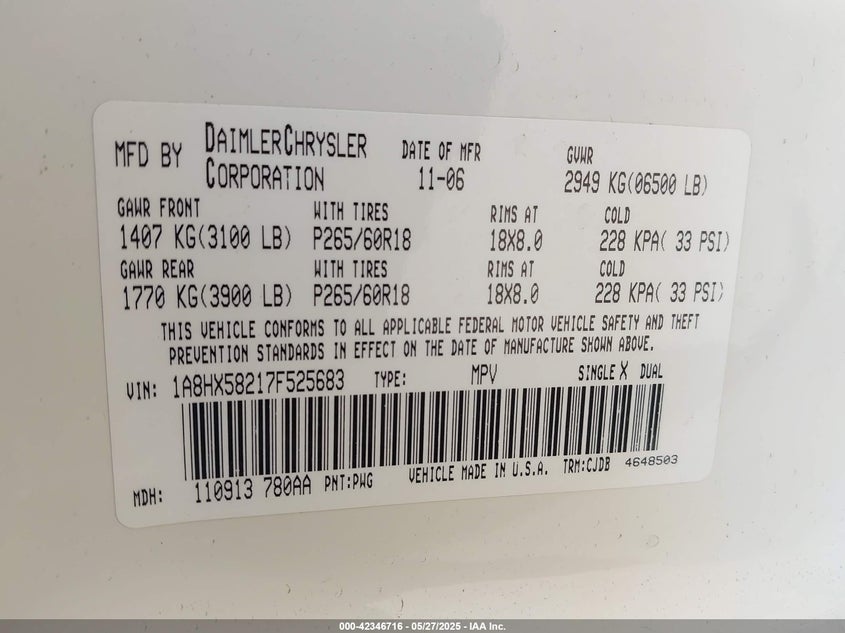 MFD BY DAIMLERCHRYSLER CORPORATION DATE OF MFR 11-06 GVWR 2949 KG(06500 LB)
GAWR FRONT WITH TIRES RIMS AT COLD
1407 KG(3100 LB) P265/60R18 18X8.0 228 KPA( 33 PSI)
GAWR REAR WITH TIRES RIMS AT COLD
1770 KG(3900 LB) P265/60R18 18X8.0 228 KPA( 33 PSI)
THIS VEHICLE CONFORMS TO ALL APPLICABLE FEDERAL MOTOR VEHICLE SAFETY AND THEFT
PREVENTION STANDARDS IN EFFECT ON THE DATE OF MANUFACTURE SHOWN ABOVE.
VIN: 1A8HX58217F525683 TYPE: MPV SINGLE X DUAL
MDH: 110913 780AA PNT:PWG VEHICLE MADE IN U.S.A. TRM:CJDB 4648503
000-42346716 - 05/27/2025 - IAA Inc.